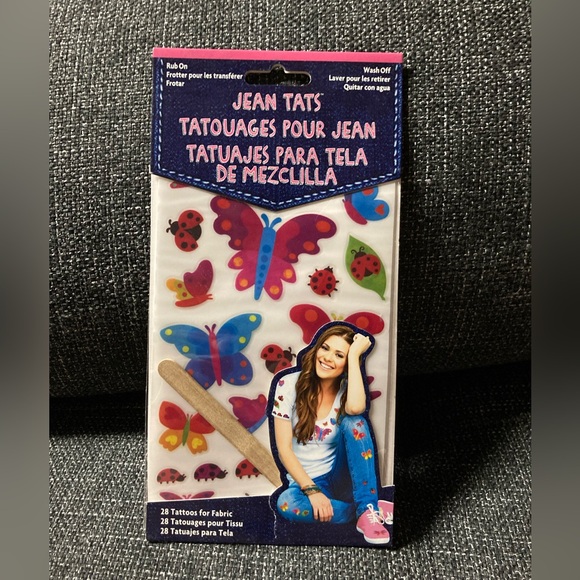 Rub On
Frotter pour les transférer
Frotar
Wash Off
Laver pour les retirer
Quitar con agua
JEAN TATS™
TATOUAGES POUR JEAN
TATUAJES PARA TELA
DE MEZCLILLA
28 Tattoos for Fabric
28 Tatouages pour Tissu
28 Tatuajes para Tela